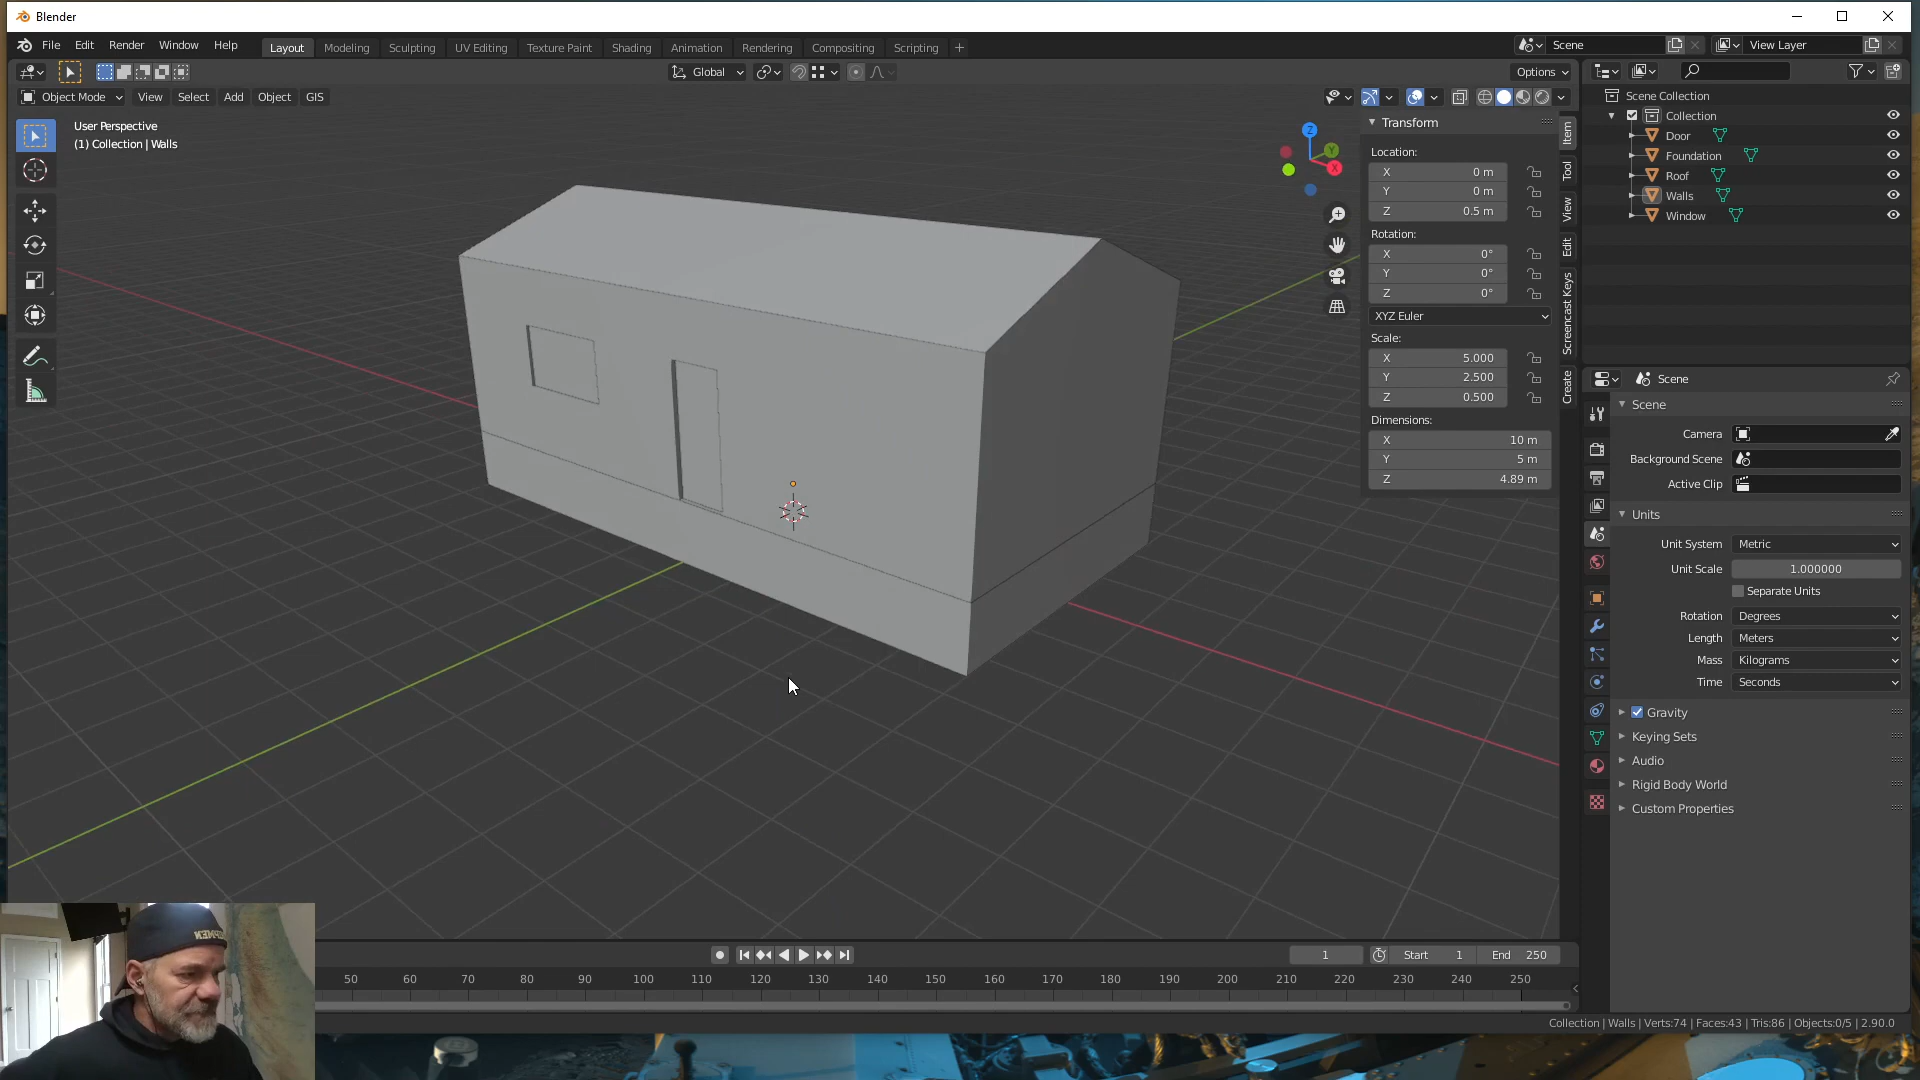 Blender
File Edit Render Window Help
Layout Modeling Sculpting UV Editing Texture Paint Shading Animation Rendering Compositing Scripting +
Scene
View Layer
Global
Options
Object Mode View Select Add Object GIS
User Perspective
(1) Collection | Walls
Z
Y
X
Transform
Location:
X 0 m
Y 0 m
Z 0.5 m
Rotation:
X 0°
Y 0°
Z 0°
XYZ Euler
Scale:
X 5.000
Y 2.500
Z 0.500
Dimensions:
X 10 m
Y 5 m
Z 4.89 m
Item
Tool
View
Edit
Screencast Keys
Create
Scene Collection
Collection
Door
Foundation
Roof
Walls
Window
Scene
Scene
Camera
Background Scene
Active Clip
Units
Unit System Metric
Unit Scale 1.000000
Separate Units
Rotation Degrees
Length Meters
Mass Kilograms
Time Seconds
Gravity
Keying Sets
Audio
Rigid Body World
Custom Properties
1 Start 1 End 250
50 80 90 100 110 120 130 140 150 160 170 180 190 200 210 220 230 240 250
Collection | Walls | Verts:74 | Faces:43 | Tris:86 | Objects:0/5 | 2.90.0